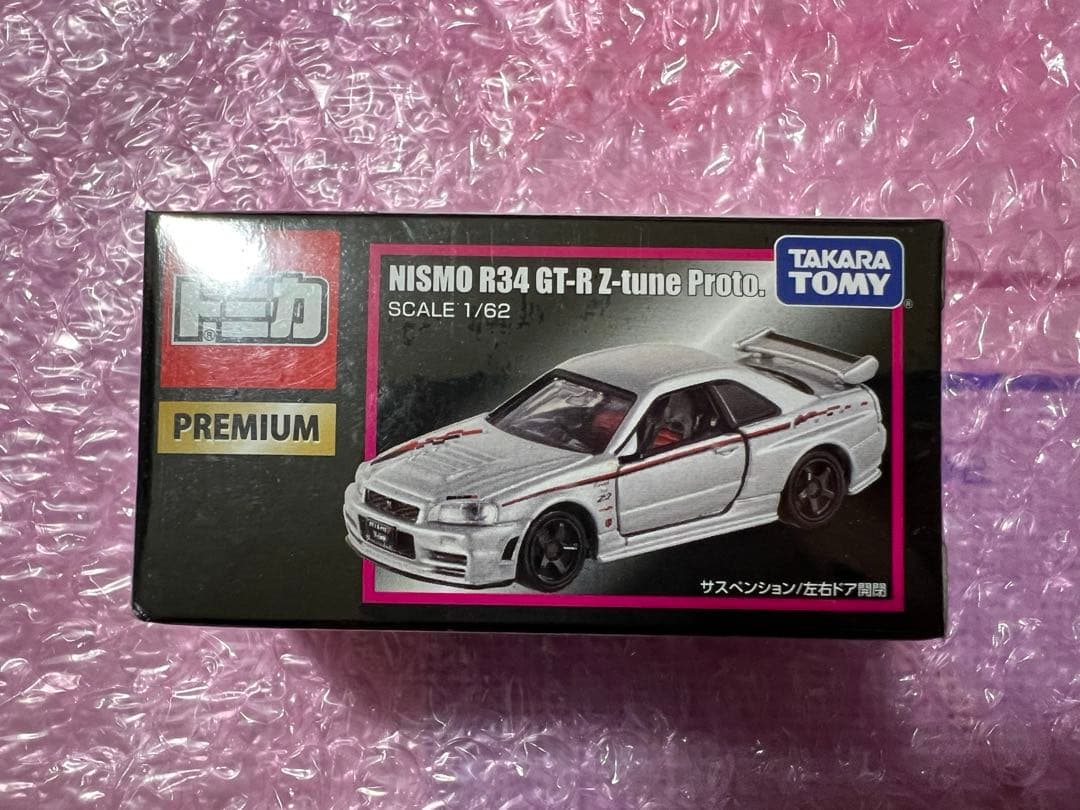 トミカ
PREMIUM
NISMO R34 GT-R Z-tune Proto.
SCALE 1/62
TAKARA
TOMY
サスペンション/左右ドア開閉